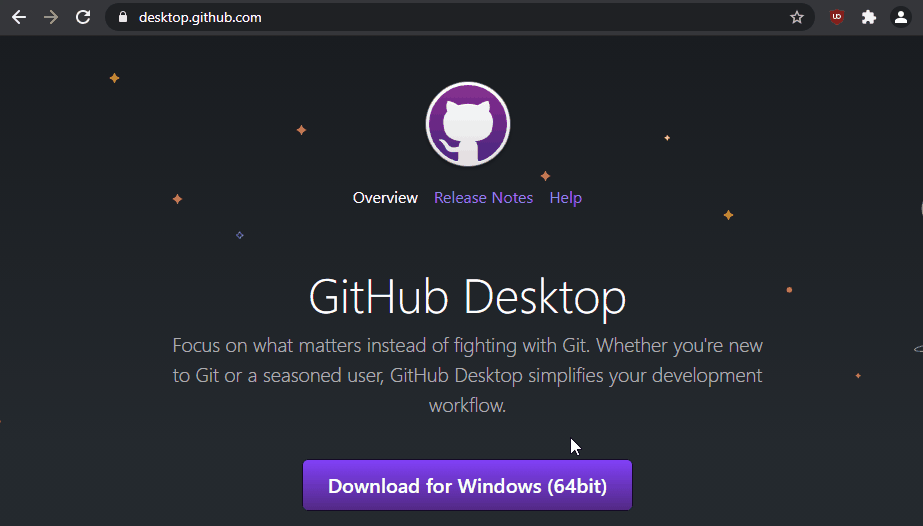 desktop.github.com
Overview Release Notes Help
GitHub Desktop
Focus on what matters instead of fighting with Git. Whether you're new
to Git or a seasoned user, GitHub Desktop simplifies your development
workflow.
Download for Windows (64bit)